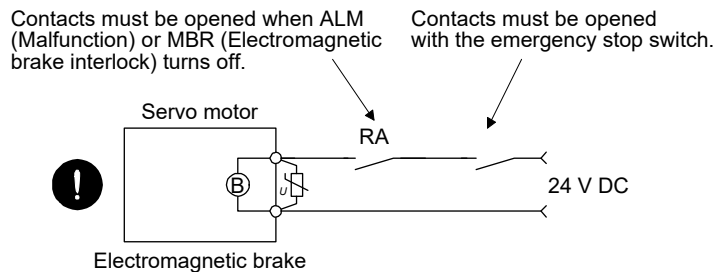 Contacts must be opened when ALM
(Malfunction) or MBR (Electromagnetic
brake interlock) turns off.
Contacts must be opened
with the emergency stop switch.
Servo motor
RA
B
U
24 V DC
Electromagnetic brake